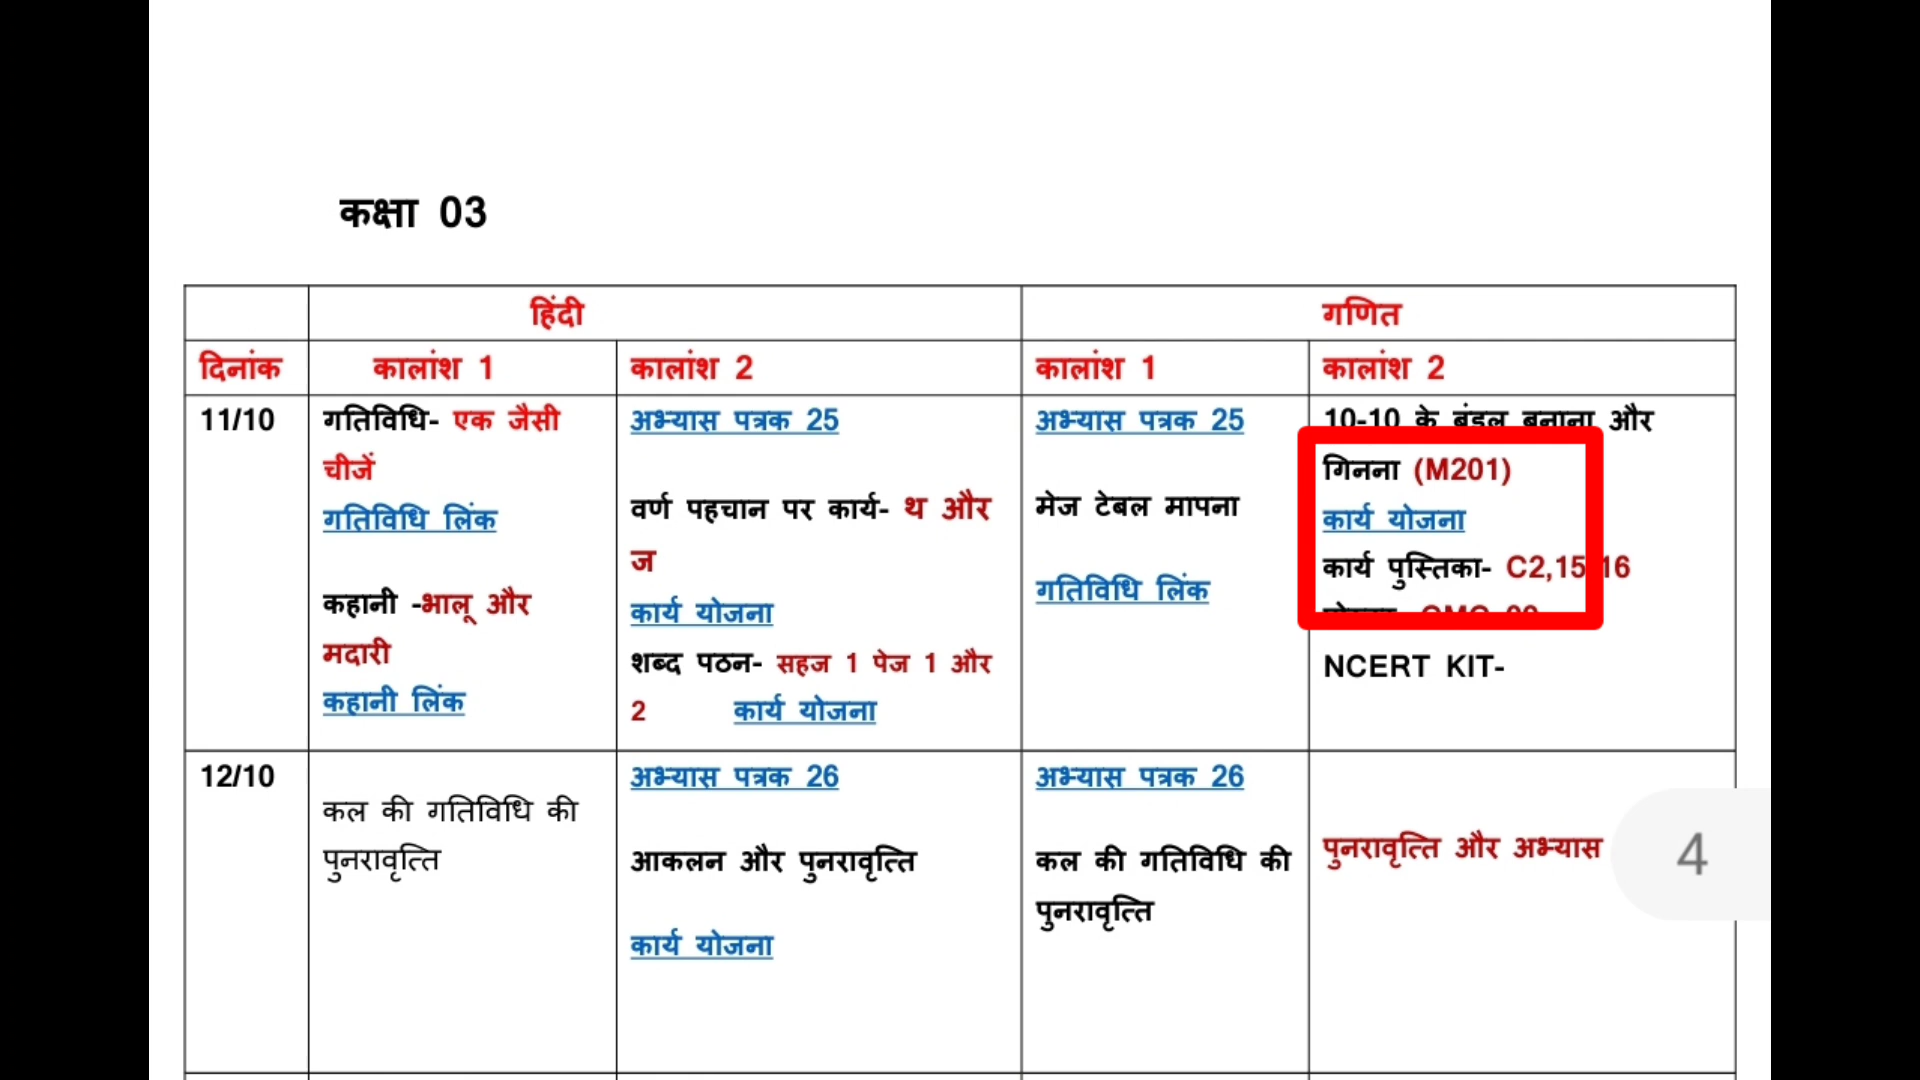 कक्षा 03
हिंदी
गणित
दिनांक
कालांश 1
कालांश 2
कालांश 1
कालांश 2
11/10
गतिविधि- एक जैसी
चीजें
गतिविधि लिंक
कहानी -भालू और
मदारी
कहानी लिंक
अभ्यास पत्रक 25
वर्ण पहचान पर कार्य- थ और
ज
कार्य योजना
शब्द पठन- सहज 1 पेज 1 और
2 कार्य योजना
अभ्यास पत्रक 25
मेज टेबल मापना
गतिविधि लिंक
10-10 के बंडल बनाना और
गिनना (M201)
कार्य योजना
कार्य पुस्तिका- C2,15 16
NCERT KIT-
12/10
कल की गतिविधि की
पुनरावृत्ति
अभ्यास पत्रक 26
आकलन और पुनरावृत्ति
कार्य योजना
अभ्यास पत्रक 26
कल की गतिविधि की
पुनरावृत्ति
पुनरावृत्ति और अभ्यास
4